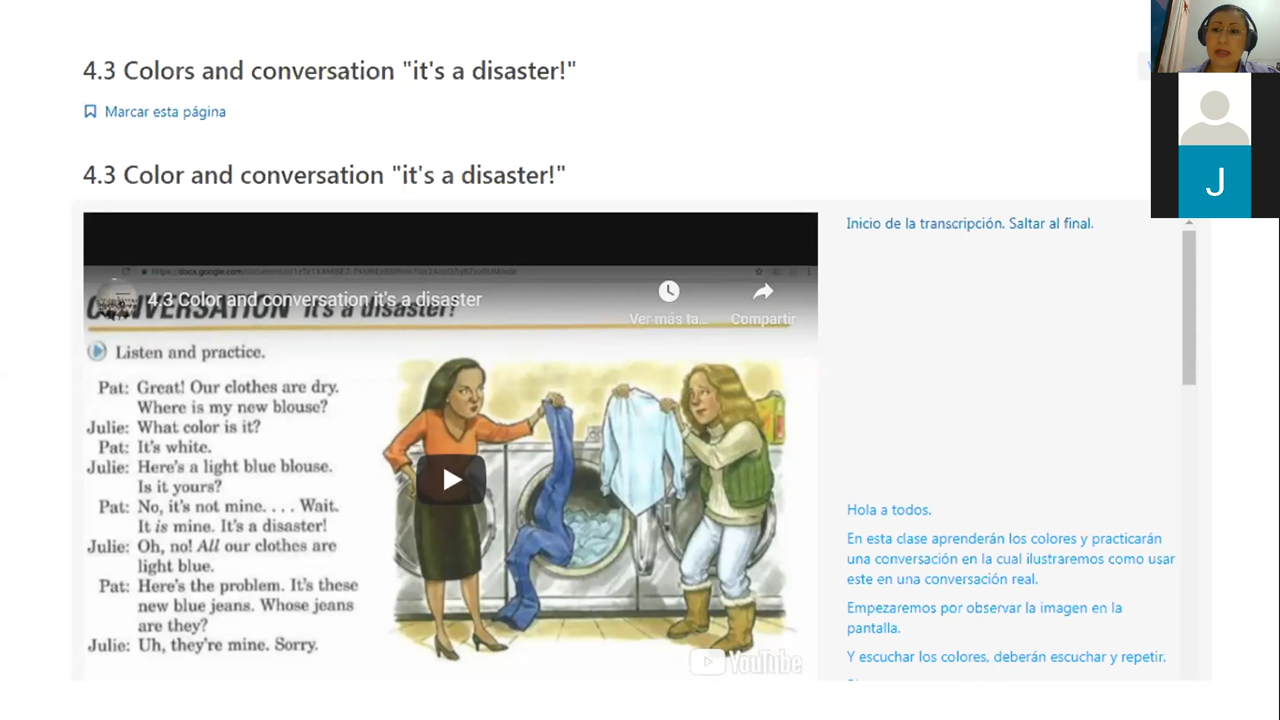 4.3 Colors and conversation "it's a disaster!"
Marcar esta página
4.3 Color and conversation "it's a disaster!"
Inicio de la transcripción. Saltar al final.
4.3 Color and conversation it's a disaster
Ver más ta...
Compartir
CONVERSATION it's a disaster!
Listen and practice.
Pat: Great! Our clothes are dry.
Where is my new blouse?
Julie: What color is it?
Pat: It's white.
Julie: Here's a light blue blouse.
Is it yours?
Pat: No, it's not mine. . . . Wait.
It is mine. It's a disaster!
Julie: Oh, no! All our clothes are
light blue.
Pat: Here's the problem. It's these
new blue jeans. Whose jeans
are they?
Julie: Uh, they're mine. Sorry.
YouTube
Hola a todos.
En esta clase aprenderán los colores y practicarán
una conversación en la cual ilustraremos como usar
este en una conversación real.
Empezaremos por observar la imagen en la
pantalla.
Y escuchar los colores, deberán escuchar y repetir.
J